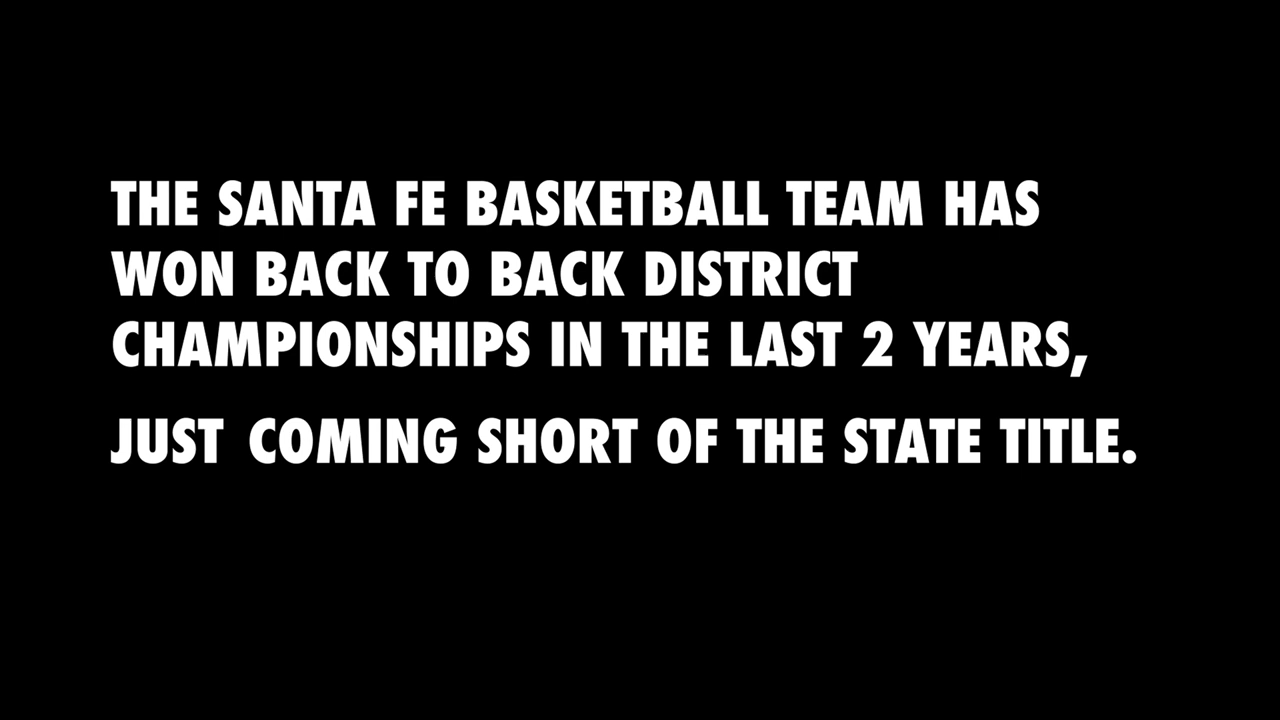 THE SANTA FE BASKETBALL TEAM HAS
WON BACK TO BACK DISTRICT
CHAMPIONSHIPS IN THE LAST 2 YEARS,
JUST COMING SHORT OF THE STATE TITLE.